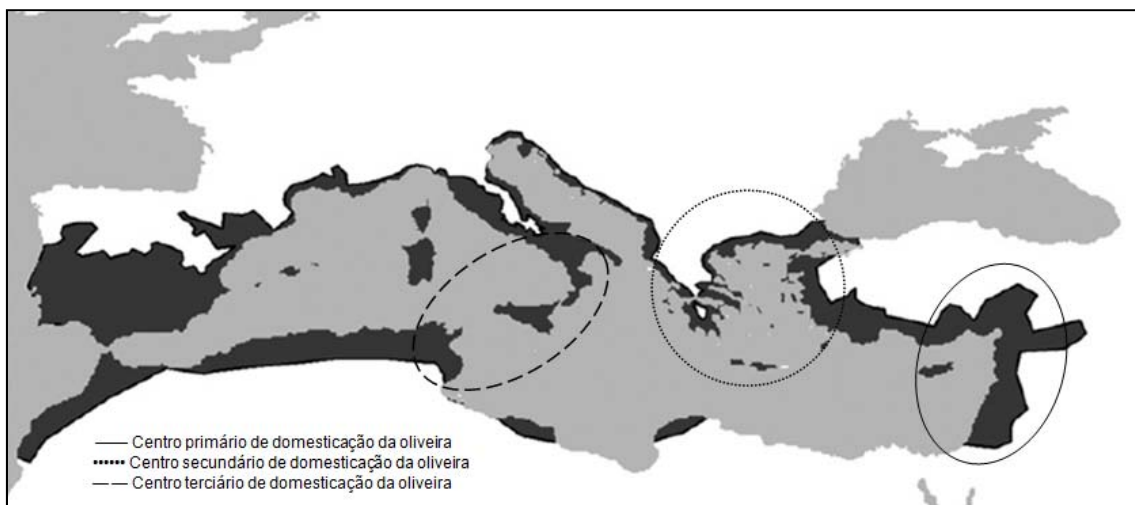 Centro primário de domesticação da oliveira
Centro secundário de domesticação da oliveira
Centro terciário de domesticação da oliveira